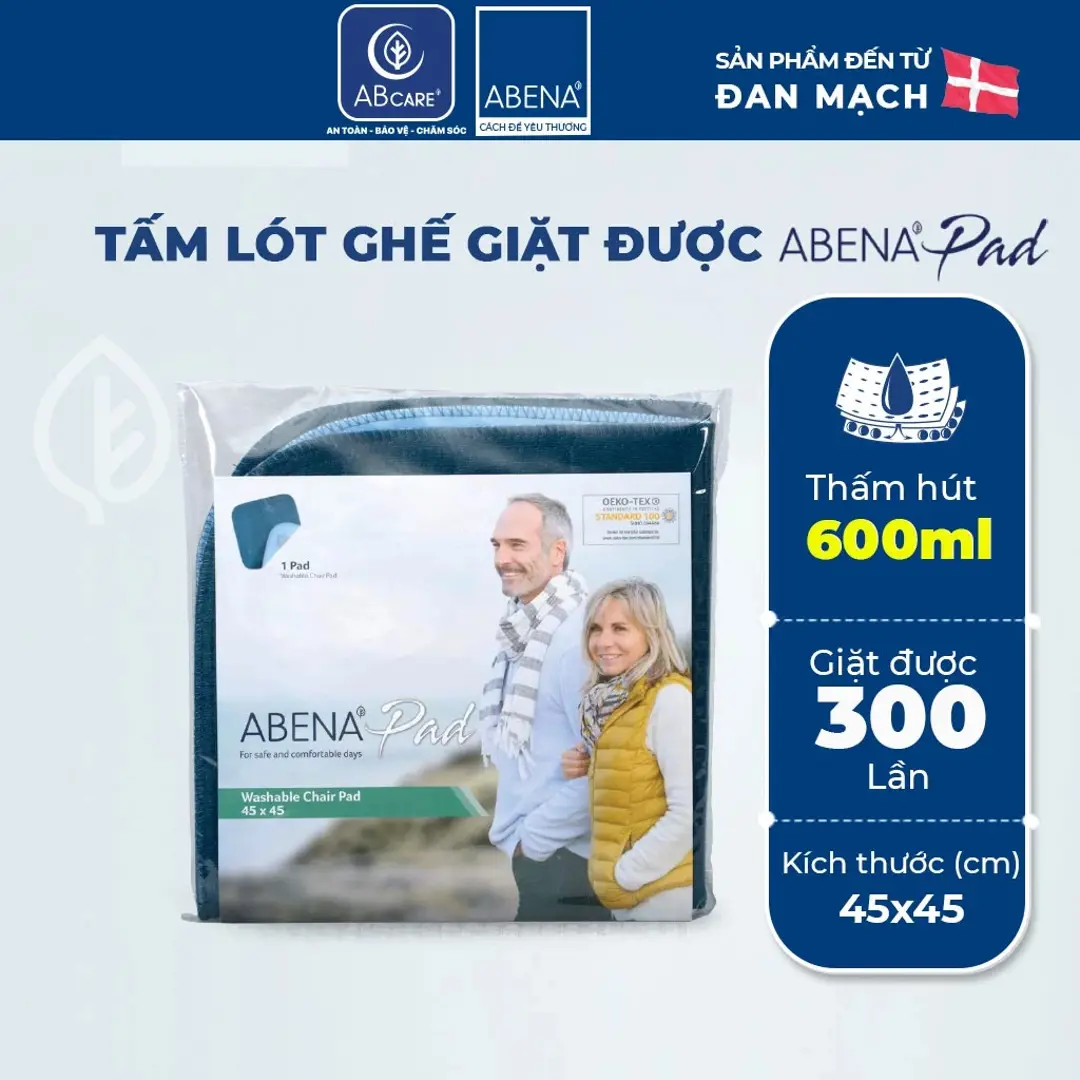 ABCARE
AN TOÀN - BẢO VỆ - CHĂM SÓC
ABENA
CÁCH ĐỂ YÊU THƯƠNG
SẢN PHẨM ĐẾN TỪ
ĐAN MẠCH
TẤM LÓT GHẾ GIẶT ĐƯỢC ABENA Pad
OEKO-TEX®
STANDARD 100
1 Pad
Washable Chair Pad
ABENA Pad
For safe and comfortable days
Washable Chair Pad
45 x 45
Thấm hút
600ml
Giặt được
300
Lần
Kích thước (cm)
45x45